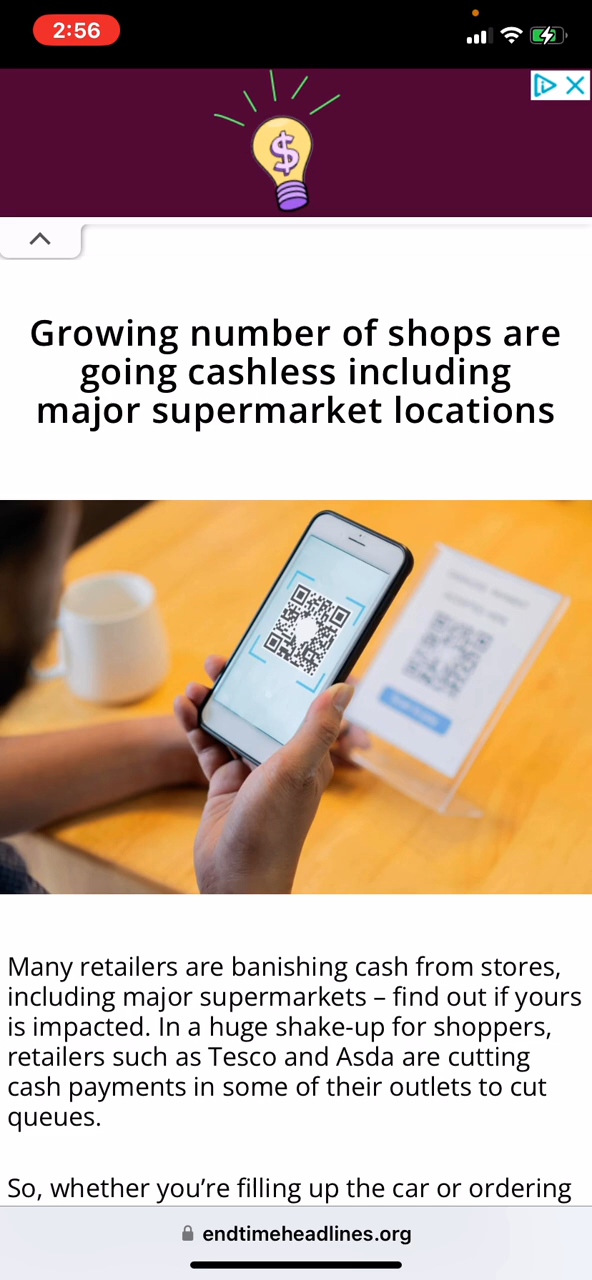 2:56
$
Growing number of shops are
going cashless including
major supermarket locations
Many retailers are banishing cash from stores,
including major supermarkets – find out if yours
is impacted. In a huge shake-up for shoppers,
retailers such as Tesco and Asda are cutting
cash payments in some of their outlets to cut
queues.
So, whether you’re filling up the car or ordering
endtimeheadlines.org